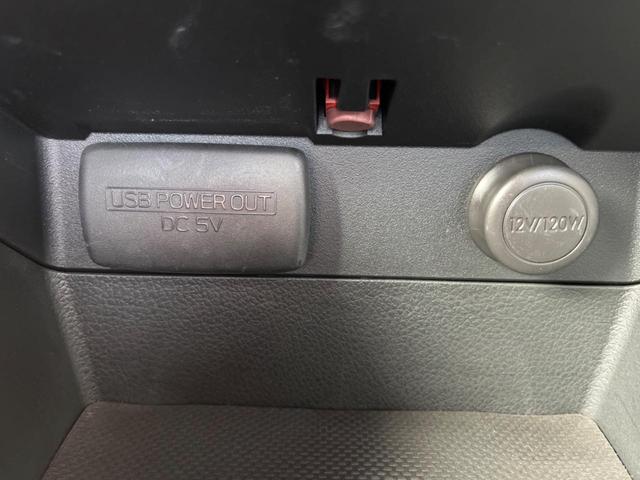 USB POWER OUT
DC 5V
12V/120W